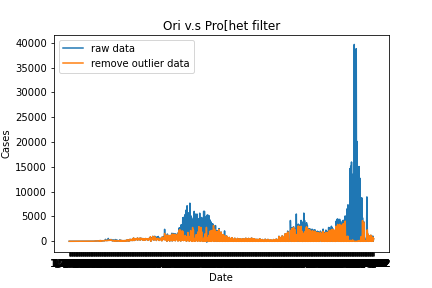 Ori v.s Pro[het filter
raw data
remove outlier data
40000
35000
30000
25000
20000
15000
10000
5000
0
Cases
Date